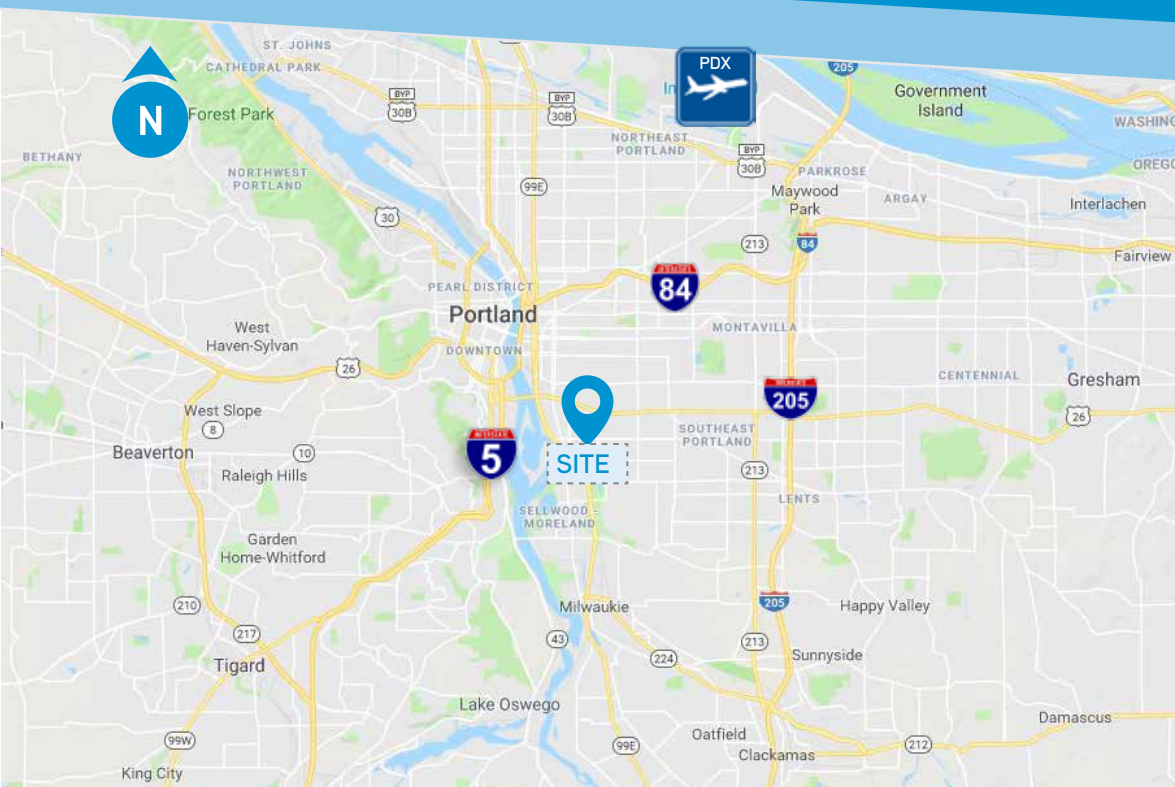 ST. JOHNS
CATHEDRAL PARK
PDX
205
Government
Island
BYP
30B
BYP
30B
N
Forest Park
WASHING
NORTHEAST
PORTLAND
BYP
30B
BETHANY
OREGO
NORTHWEST
PORTLAND
PARKROSE
99E
Maywood
Park
ARGAY
Interlachen
30
213
84
Fairview
PEARL DISTRICT
84
Portland
MONTAVILLA
West
Haven-Sylvan
DOWNTOWN
26
CENTENNIAL
Gresham
INTERSTATE
205
West Slope
26
8
SOUTHEAST
PORTLAND
Beaverton
10
INTERSTATE
5
SITE
Raleigh Hills
213
LENTS
SELLWOOD -
MORELAND
Garden
Home-Whitford
210
Milwaukie
205
Happy Valley
217
43
213
Tigard
224
Sunnyside
Lake Oswego
Damascus
99W
99E
Oatfield
212
Clackamas
King City